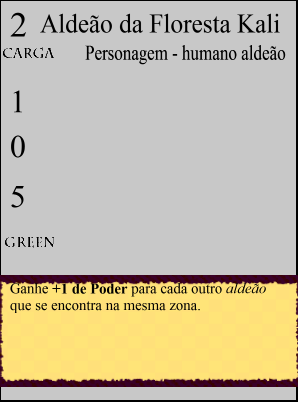 2 Aldeão da Floresta Kali
CARGA Personagem - humano aldeão
1
0
5
GREEN
Ganhe +1 de Poder para cada outro aldeão
que se encontra na mesma zona.